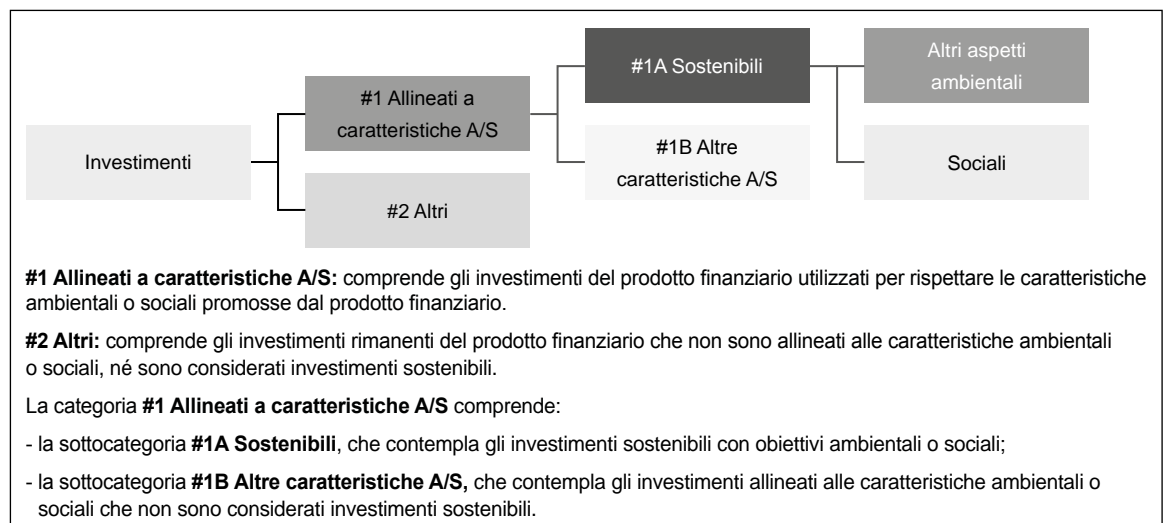 Investimenti
#1 Allineati a
caratteristiche A/S
#2 Altri
#1A Sostenibili
#1B Altre
caratteristiche A/S
Altri aspetti
ambientali
Sociali
#1 Allineati a caratteristiche A/S: comprende gli investimenti del prodotto finanziario utilizzati per rispettare le caratteristiche
ambientali o sociali promosse dal prodotto finanziario.
#2 Altri: comprende gli investimenti rimanenti del prodotto finanziario che non sono allineati alle caratteristiche ambientali
o sociali, né sono considerati investimenti sostenibili.
La categoria #1 Allineati a caratteristiche A/S comprende:
- la sottocategoria #1A Sostenibili, che contempla gli investimenti sostenibili con obiettivi ambientali o sociali;
- la sottocategoria #1B Altre caratteristiche A/S, che contempla gli investimenti allineati alle caratteristiche ambientali o
sociali che non sono considerati investimenti sostenibili.